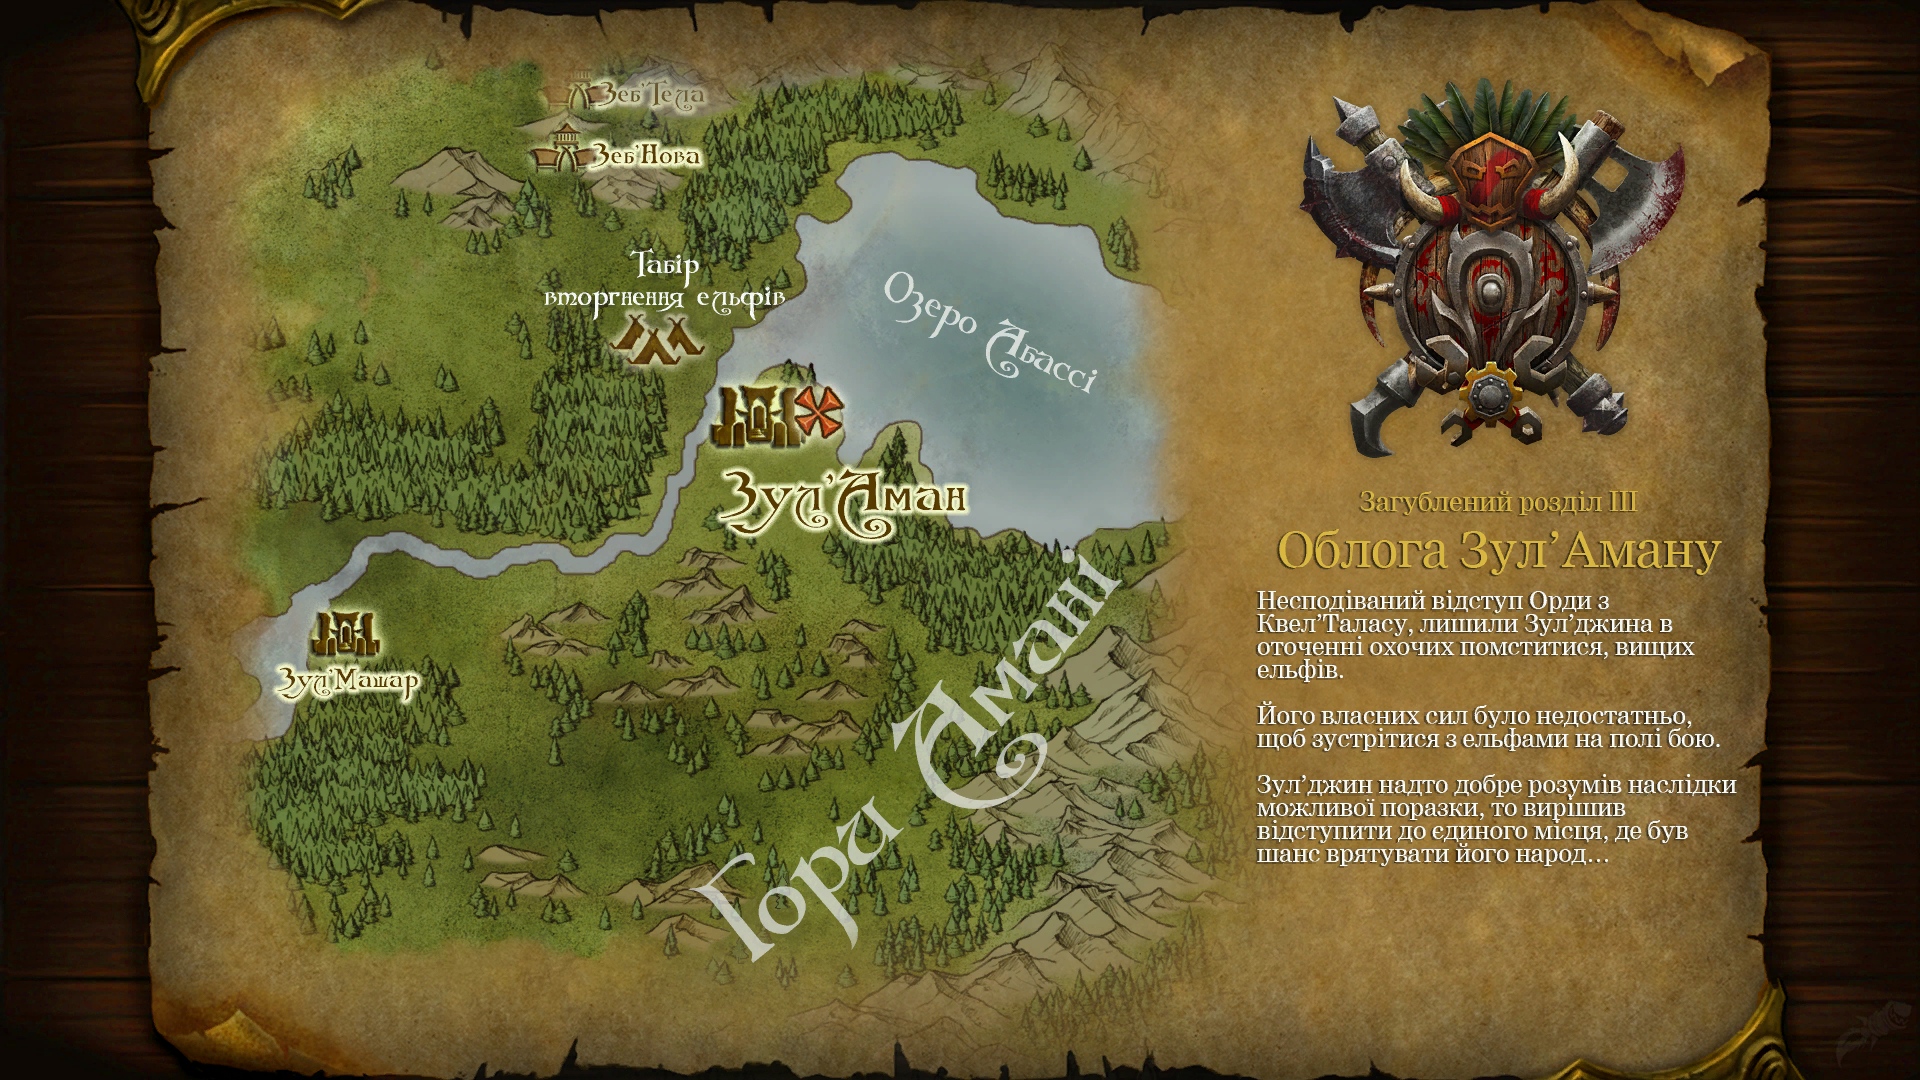 Зеб'Тела
Зеб'Нова
Табір
вторгнення ельфів
Озеро Абассі
Зул'Аман
Зул'Машар
Гори Амані
Загублений розділ III
Облога Зул'Аману
Несподіваний відступ Орди з
Квел'Таласу, лишили Зул'джина в
оточенні охочих помститися, вищих
ельфів.
Його власних сил було недостатньо,
щоб зустрітися з ельфами на полі бою.
Зул'джин надто добре розумів наслідки
можливої поразки, то вирішив
відступити до єдиного місця, де був
шанс врятувати його народ...